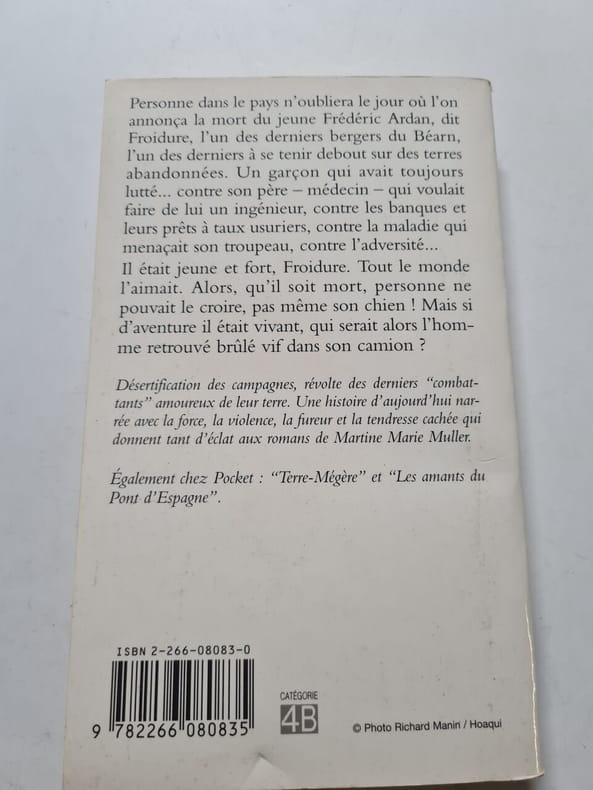 Personne dans le pays n'oubliera le jour où l'on
annonça la mort du jeune Frédéric Ardan, dit
Froidure, l'un des derniers bergers du Béarn,
l'un des derniers à se tenir debout sur des terres
abandonnées. Un garçon qui avait toujours
lutté... contre son père – médecin – qui voulait
faire de lui un ingénieur, contre les banques et
leurs prêts à taux usuriers, contre la maladie qui
menaçait son troupeau, contre l'adversité...
Il était jeune et fort, Froidure. Tout le monde
l'aimait. Alors, qu'il soit mort, personne ne
pouvait le croire, pas même son chien ! Mais si
d'aventure il était vivant, qui serait alors l'hom-
me retrouvé brûlé vif dans son camion ?
Désertification des campagnes, révolte des derniers "combat-
tants" amoureux de leur terre. Une histoire d'aujourd'hui nar-
rée avec la force, la violence, la fureur et la tendresse cachée qui
donnent tant d'éclat aux romans de Martine Marie Muller.
Également chez Pocket : "Terre-Mégère" et "Les amants du
Pont d'Espagne".
ISBN 2-266-08083-0
9 782266 080835
CATÉGORIE
4B
© Photo Richard Maniri / Hoaqui